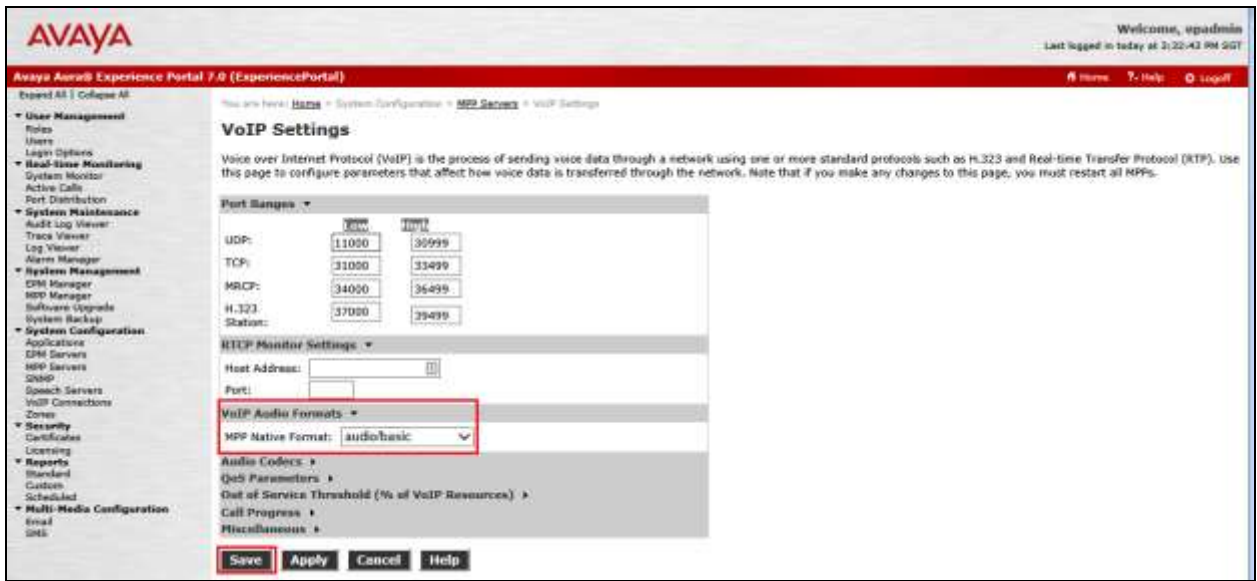 AVAYA
Welcome, epadmin
Last logged in today at 3:32:43 PM SGT
Avaya Aura® Experience Portal 7.0 (ExperiencePortal)
Home
?. Help
Logoff
Expand All | Collapse All
▼ User Management
Roles
Users
Login Options
▼ Real-time Monitoring
System Monitor
Active Calls
Port Distribution
▼ System Maintenance
Audit Log Viewer
Trace Viewer
Log Viewer
Alarm Manager
▼ System Management
EPM Manager
MPP Manager
Software Upgrade
System Backup
▼ System Configuration
Applications
EPM Servers
MPP Servers
SNMP
Speech Servers
VoIP Connections
Zones
▼ Security
Certificates
Licensing
▼ Reports
Standard
Custom
Scheduled
▼ Multi-Media Configuration
Email
SMS
You are here: Home > System Configuration > MPP Servers > VoIP Settings
VoIP Settings
Voice over Internet Protocol (VoIP) is the process of sending voice data through a network using one or more standard protocols such as H.323 and Real-time Transfer Protocol (RTP). Use
this page to configure parameters that affect how voice data is transferred through the network. Note that if you make any changes to this page, you must restart all MPPs.
Port Ranges ▼
Low High
UDP: 11000 30999
TCP: 31000 33499
MRCP: 34000 36499
H.323
Station: 37000 39499
RTCP Monitor Settings ▼
Host Address:
Port:
VoIP Audio Formats ▼
MPP Native Format: audio/basic
Audio Codecs ▸
QoS Parameters ▸
Out of Service Threshold (% of VoIP Resources) ▸
Call Progress ▸
Miscellaneous ▸
Save Apply Cancel Help